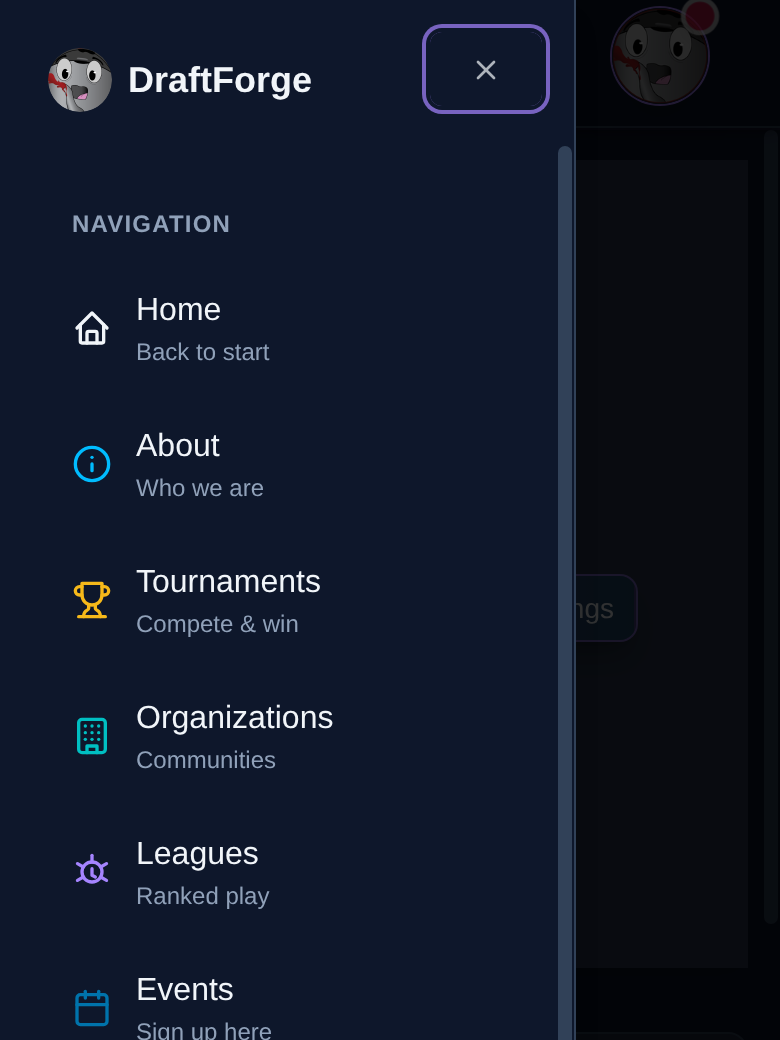 DraftForge
NAVIGATION
Home
Back to start
About
Who we are
Tournaments
Compete & win
ngs
Organizations
Communities
Leagues
Ranked play
Events
Sign up here